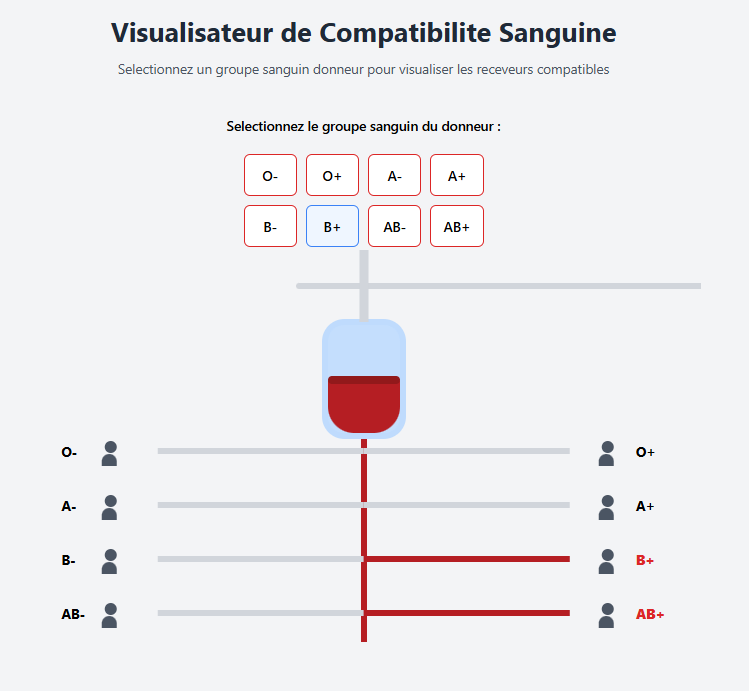 Visualisateur de Compatibilite Sanguine
Selectionnez un groupe sanguin donneur pour visualiser les receveurs compatibles
Selectionnez le groupe sanguin du donneur :
O- O+ A- A+
B- B+ AB- AB+
O- O+
A- A+
B- B+
AB- AB+